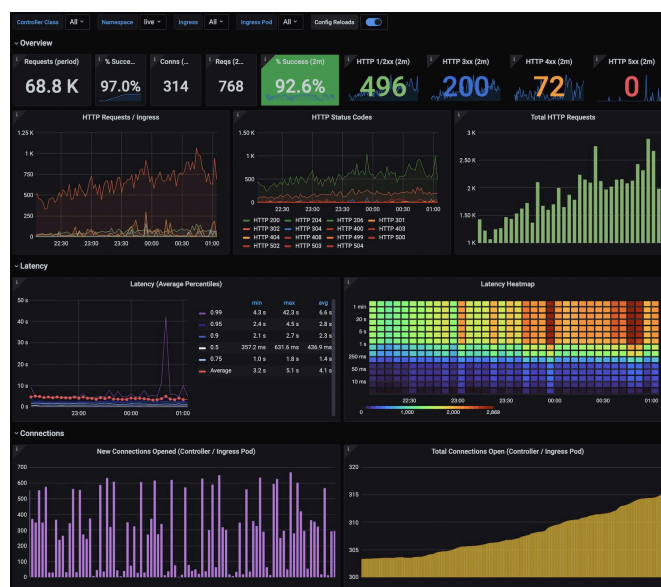 Controller Class All Namespace live Ingress All Ingress Pod All Config Reloads
Overview
Requests (period) % Succe... Conns (... Reqs (2... % Success (2m) HTTP 1/2xx (2m) HTTP 3xx (2m) HTTP 4xx (2m) HTTP 5xx (2m)
68.8 K 97.0% 314 768 92.6% 496 200 72 0
HTTP Requests / Ingress
1.25 K
1 K
750
500
250
0
22:30 23:00 23:30 00:00 00:30 01:00
HTTP Status Codes
1.50 K
1 K
500
0
22:30 23:00 23:30 00:00 00:30 01:00
HTTP 200 HTTP 204 HTTP 206 HTTP 301
HTTP 302 HTTP 304 HTTP 400 HTTP 403
HTTP 404 HTTP 408 HTTP 499 HTTP 500
HTTP 502 HTTP 503 HTTP 504
Total HTTP Requests
3 K
2.50 K
2 K
1.50 K
1 K
Latency
Latency (Average Percentiles)
50 s
40 s
30 s
20 s
10 s
0 s
23:00 00:00 01:00
min max avg
0.99 4.3 s 42.3 s 6.6 s
0.95 2.4 s 4.5 s 2.8 s
0.9 2.1 s 2.7 s 2.3 s
0.5 357.2 ms 631.6 ms 436.9 ms
0.75 1.0 s 1.8 s 1.4 s
Average 3.2 s 5.1 s 4.1 s
Latency Heatmap
1 min
20 s
5 s
1 s
250 ms
50 ms
10 ms
22:30 23:00 23:30 00:00 00:30 01:00
0 1,000 2,000 2,869
Connections
New Connections Opened (Controller / Ingress Pod)
700
600
500
400
300
200
100
0
Total Connections Open (Controller / Ingress Pod)
320
315
310
305
300